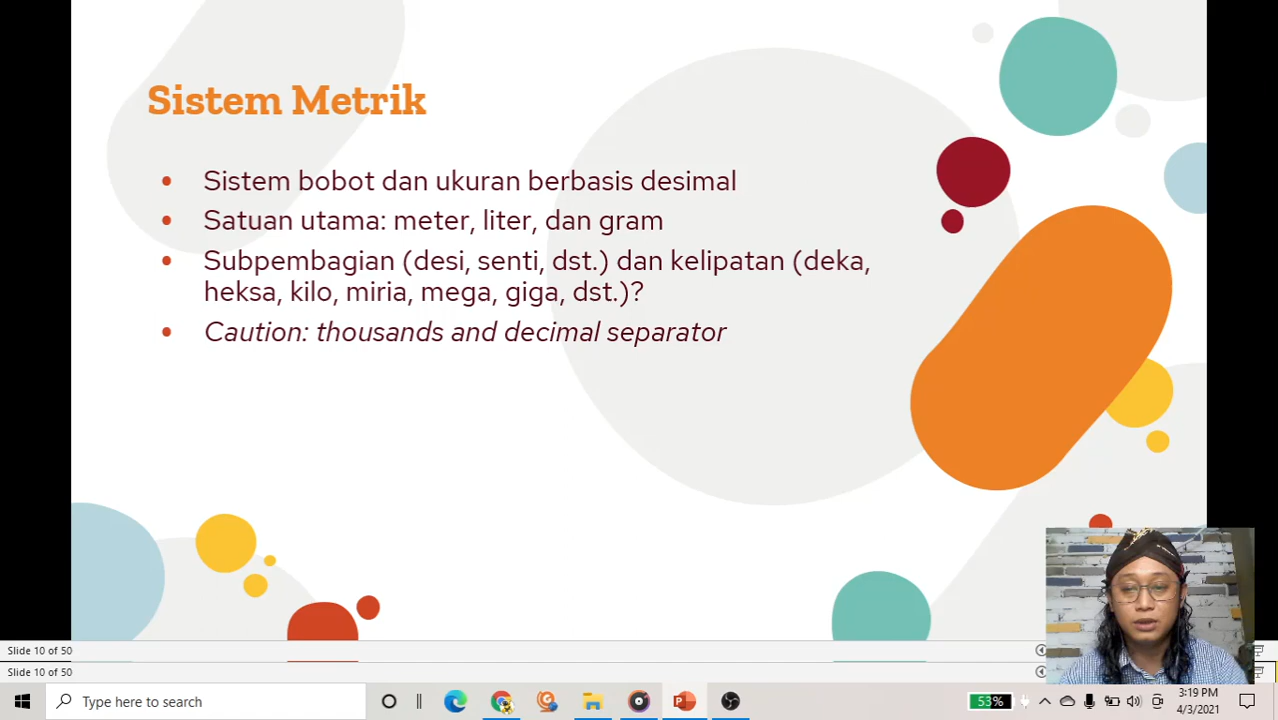 Sistem Metrik
• Sistem bobot dan ukuran berbasis desimal
• Satuan utama: meter, liter, dan gram
• Subpembagian (desi, senti, dst.) dan kelipatan (deka,
heksa, kilo, miria, mega, giga, dst.)?
• Caution: thousands and decimal separator
Slide 10 of 50
Slide 10 of 50
Type here to search
53%
3:19 PM
4/3/2021